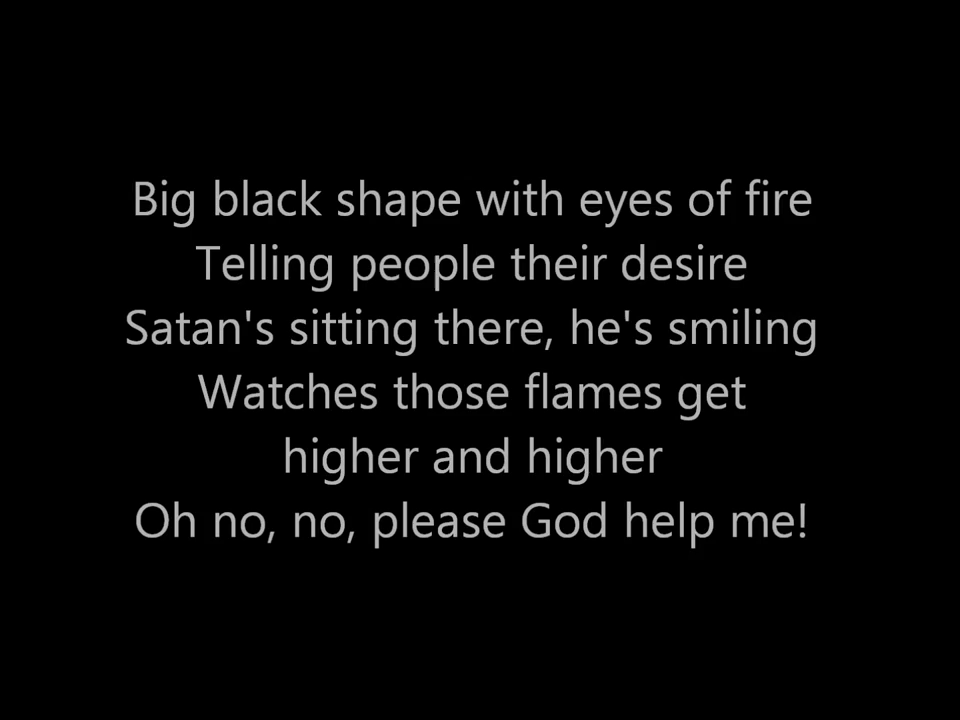 Big black shape with eyes of fire
Telling people their desire
Satan's sitting there, he's smiling
Watches those flames get
higher and higher
Oh no, no, please God help me!